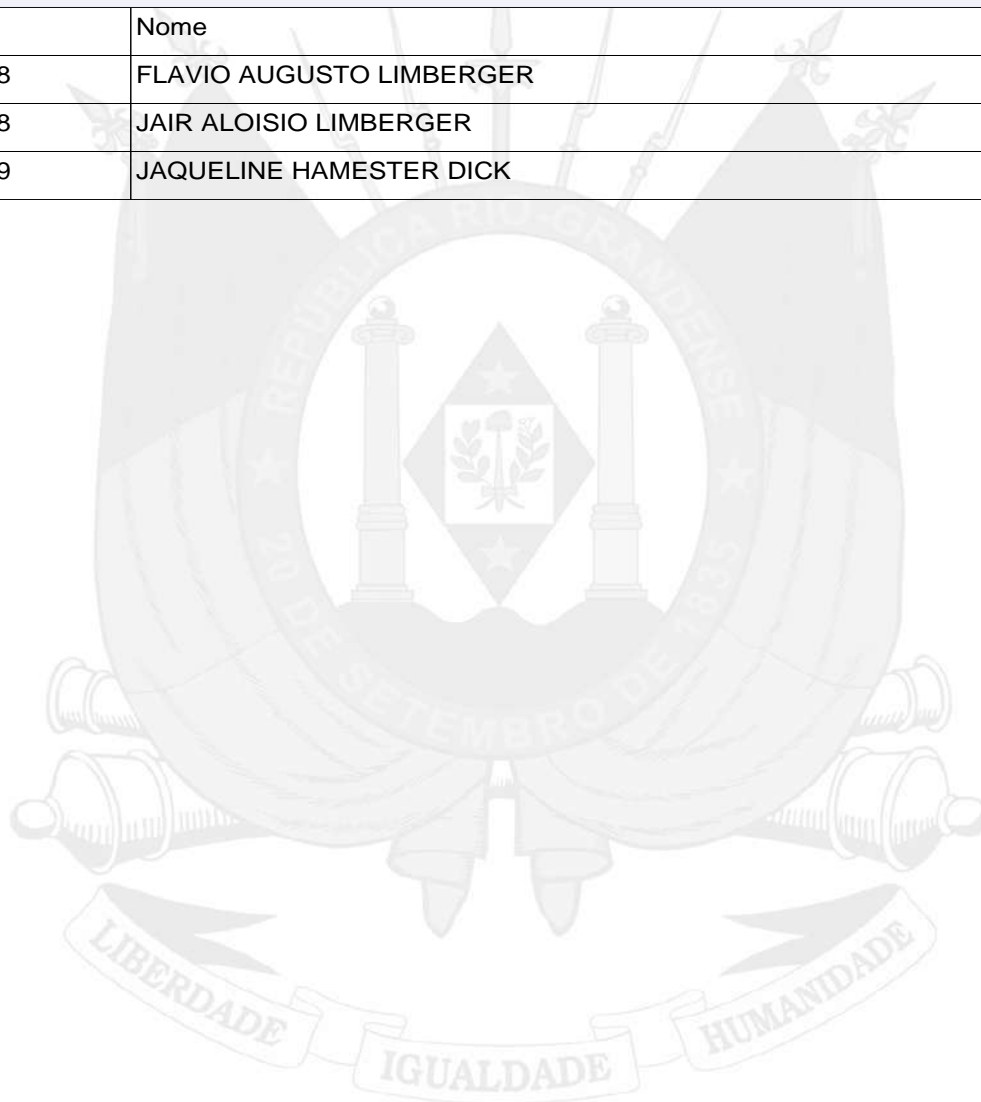 Nome
8 FLAVIO AUGUSTO LIMBERGER
8 JAIR ALOISIO LIMBERGER
9 JAQUELINE HAMESTER DICK
REPÚBLICA RIO-GRANDENSE
20 DE SETEMBRO DE 1835
LIBERDADE IGUALDADE HUMANIDADE